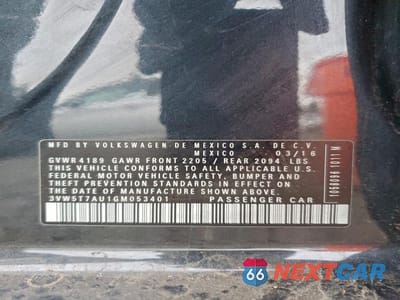 MFD BY VOLKSWAGEN DE MEXICO S.A. DE C.V.
MEXICO 03/16
GVWR 4189 GAWR FRONT 2205 / REAR 2094 LBS
THIS VEHICLE CONFORMS TO ALL APPLICABLE U.S.
FEDERAL MOTOR VEHICLE SAFETY, BUMPER AND
THEFT PREVENTION STANDARDS IN EFFECT ON THE
DATE OF MANUFACTURE SHOWN ABOVE
3VW5T7AU1GM053401 PASSENGER CAR
1058096 1011 M
66 NEXTCAR